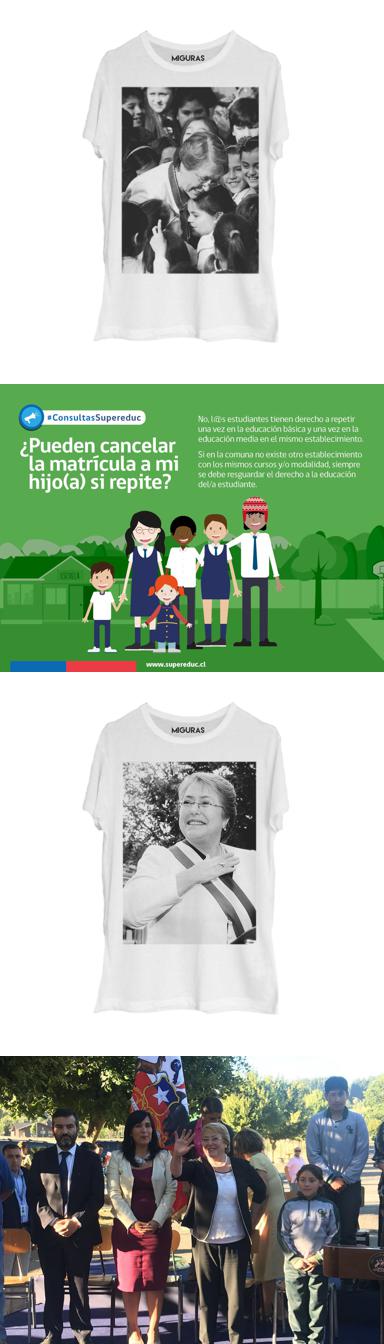 MIGURAS
#ConsultasSupereduc
¿Pueden cancelar
la matrícula a mi
hijo(a) si repite?
No, l@s estudiantes tienen derecho a repetir
una vez en la educación básica y una vez en la
educación media en el mismo establecimiento.
Si en la comuna no existe otro establecimiento
con los mismos cursos y/o modalidad, siempre
se debe resguardar el derecho a la educación
del/a estudiante.
ESCUELA
www.supereduc.cl
MIGURAS